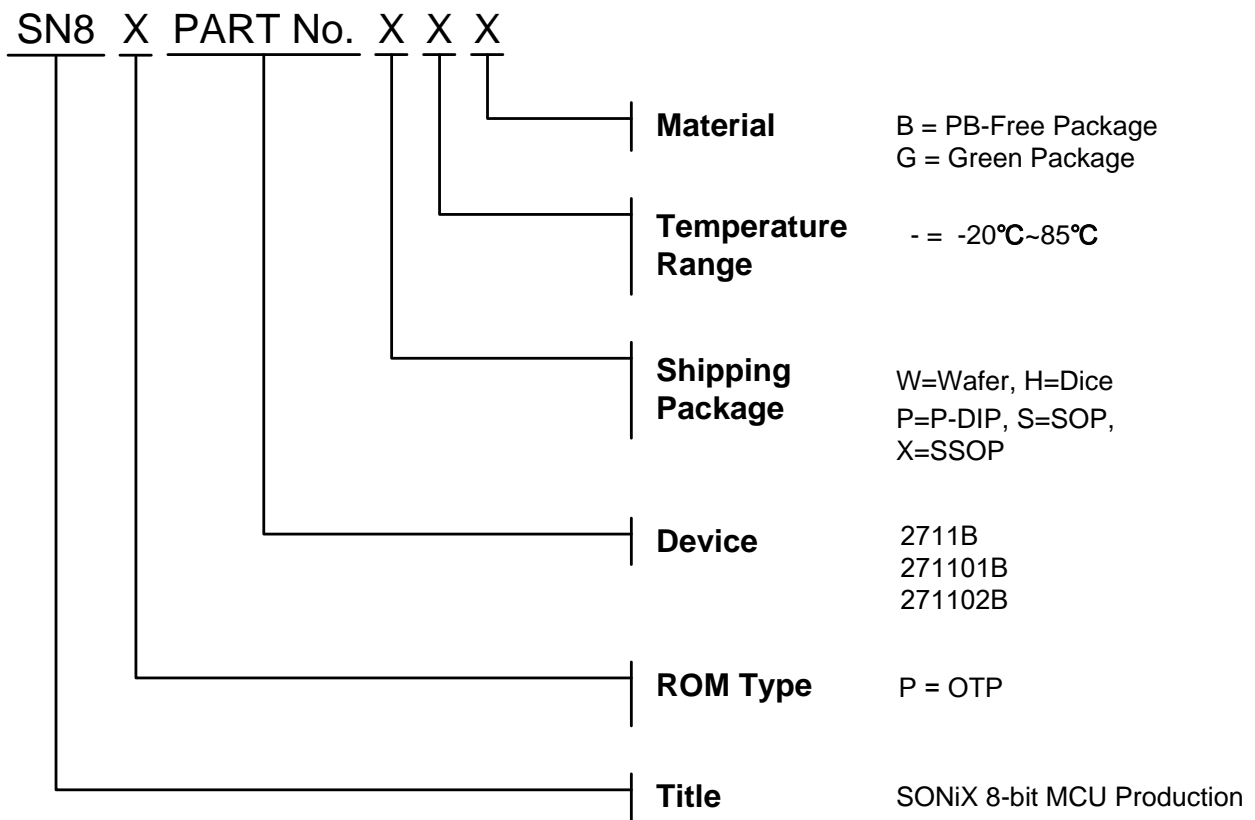 SN8 X PART No. X X X
Material
B = PB-Free Package
G = Green Package
Temperature
Range
- = -20℃~85℃
Shipping
Package
W=Wafer, H=Dice
P=P-DIP, S=SOP,
X=SSOP
Device
2711B
271101B
271102B
ROM Type
P = OTP
Title
SONiX 8-bit MCU Production